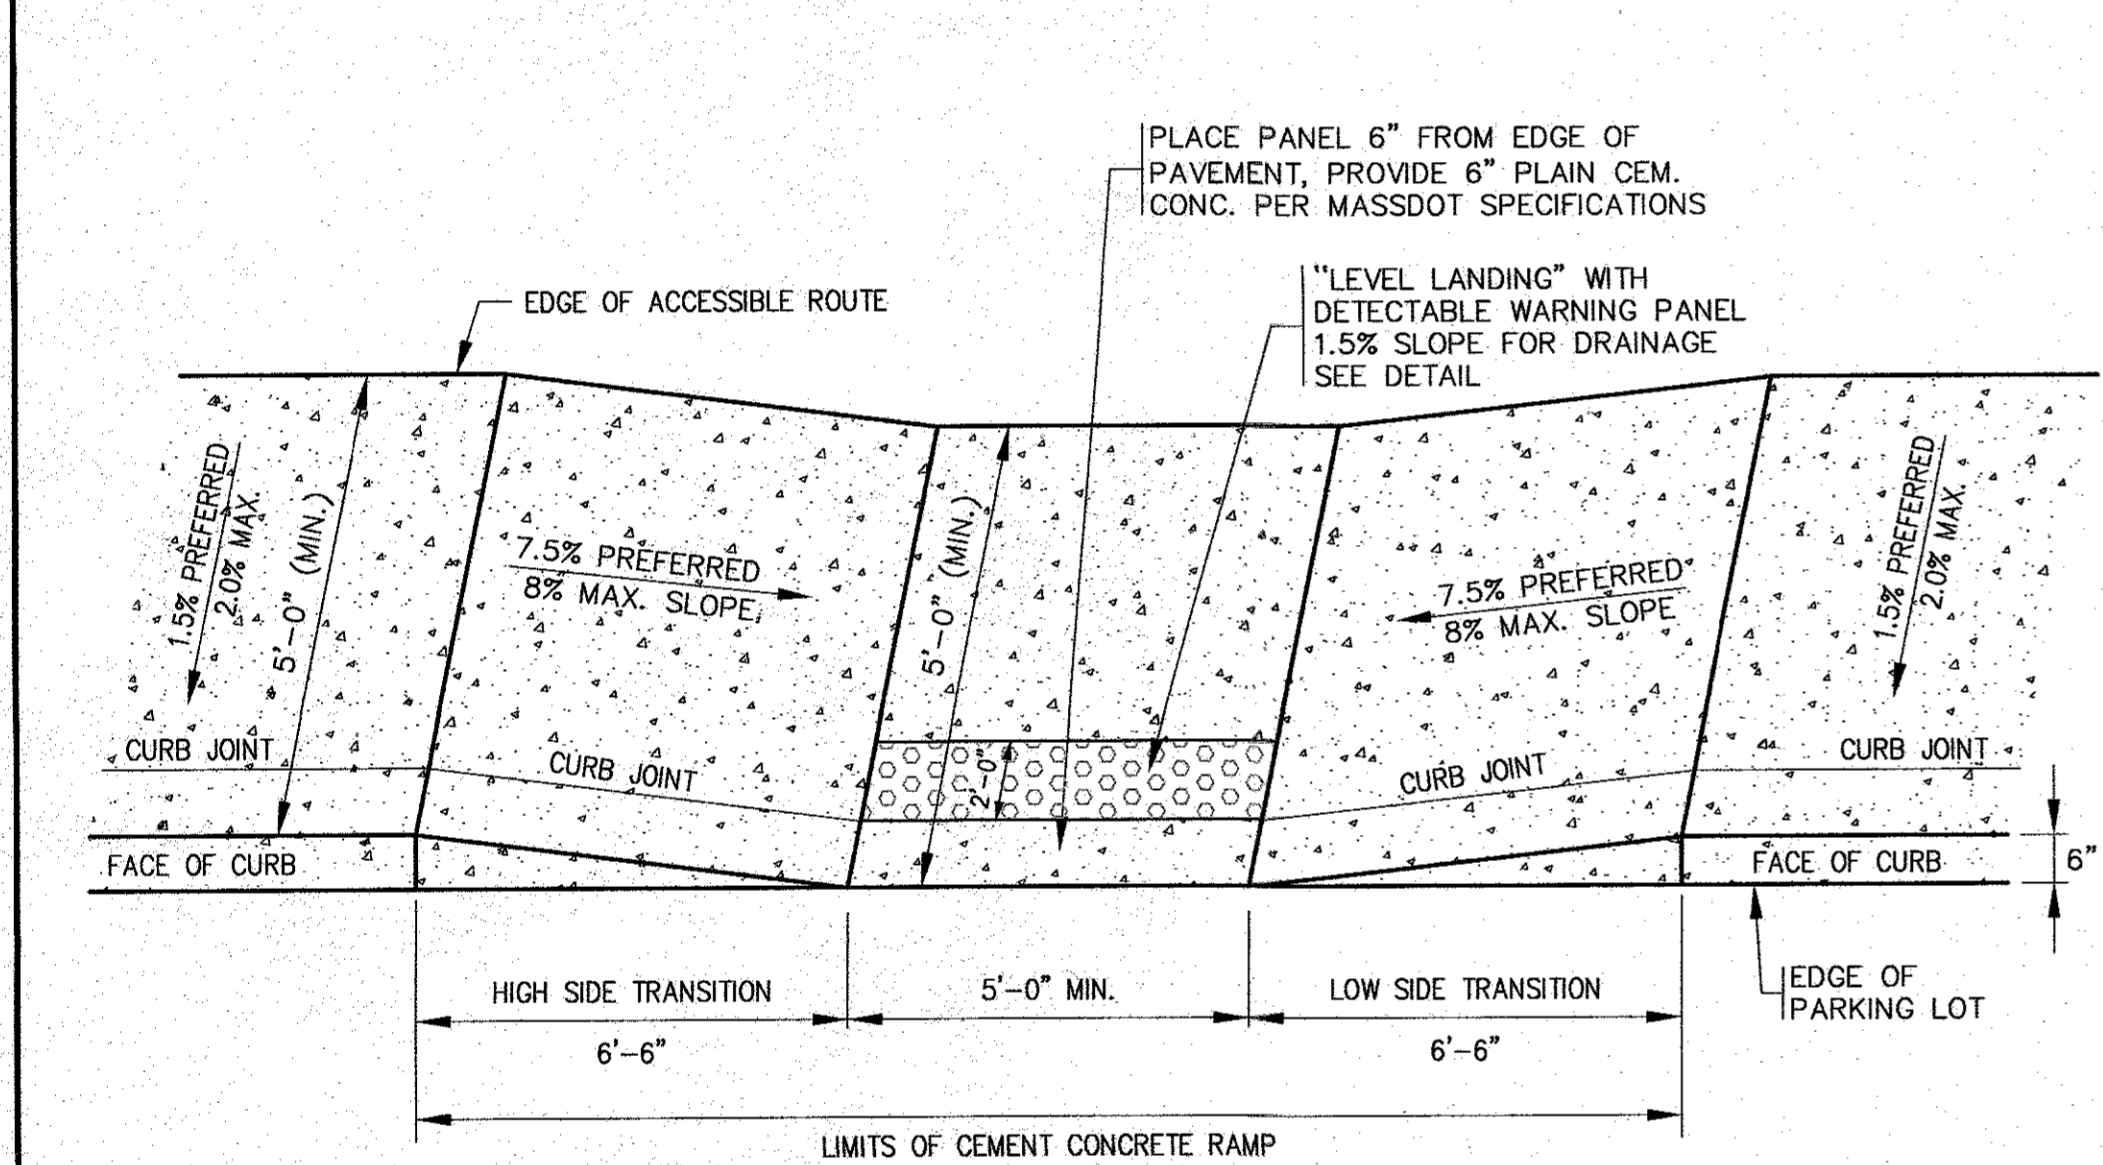 PLACE PANEL 6" FROM EDGE OF
PAVEMENT, PROVIDE 6" PLAIN CEM.
CONC. PER MASSDOT SPECIFICATIONS
"LEVEL LANDING" WITH
DETECTABLE WARNING PANEL
1.5% SLOPE FOR DRAINAGE
SEE DETAIL
EDGE OF ACCESSIBLE ROUTE
1.5% PREFERRED
2.0% MAX.
5'-0" (MIN.)
7.5% PREFERRED
8% MAX. SLOPE
5'-0" (MIN.)
7.5% PREFERRED
8% MAX. SLOPE
1.5% PREFERRED
2.0% MAX.
CURB JOINT
CURB JOINT
2'-0"
CURB JOINT
CURB JOINT
FACE OF CURB
FACE OF CURB
6"
HIGH SIDE TRANSITION
6'-6"
5'-0" MIN.
LOW SIDE TRANSITION
6'-6"
EDGE OF
PARKING LOT
LIMITS OF CEMENT CONCRETE RAMP